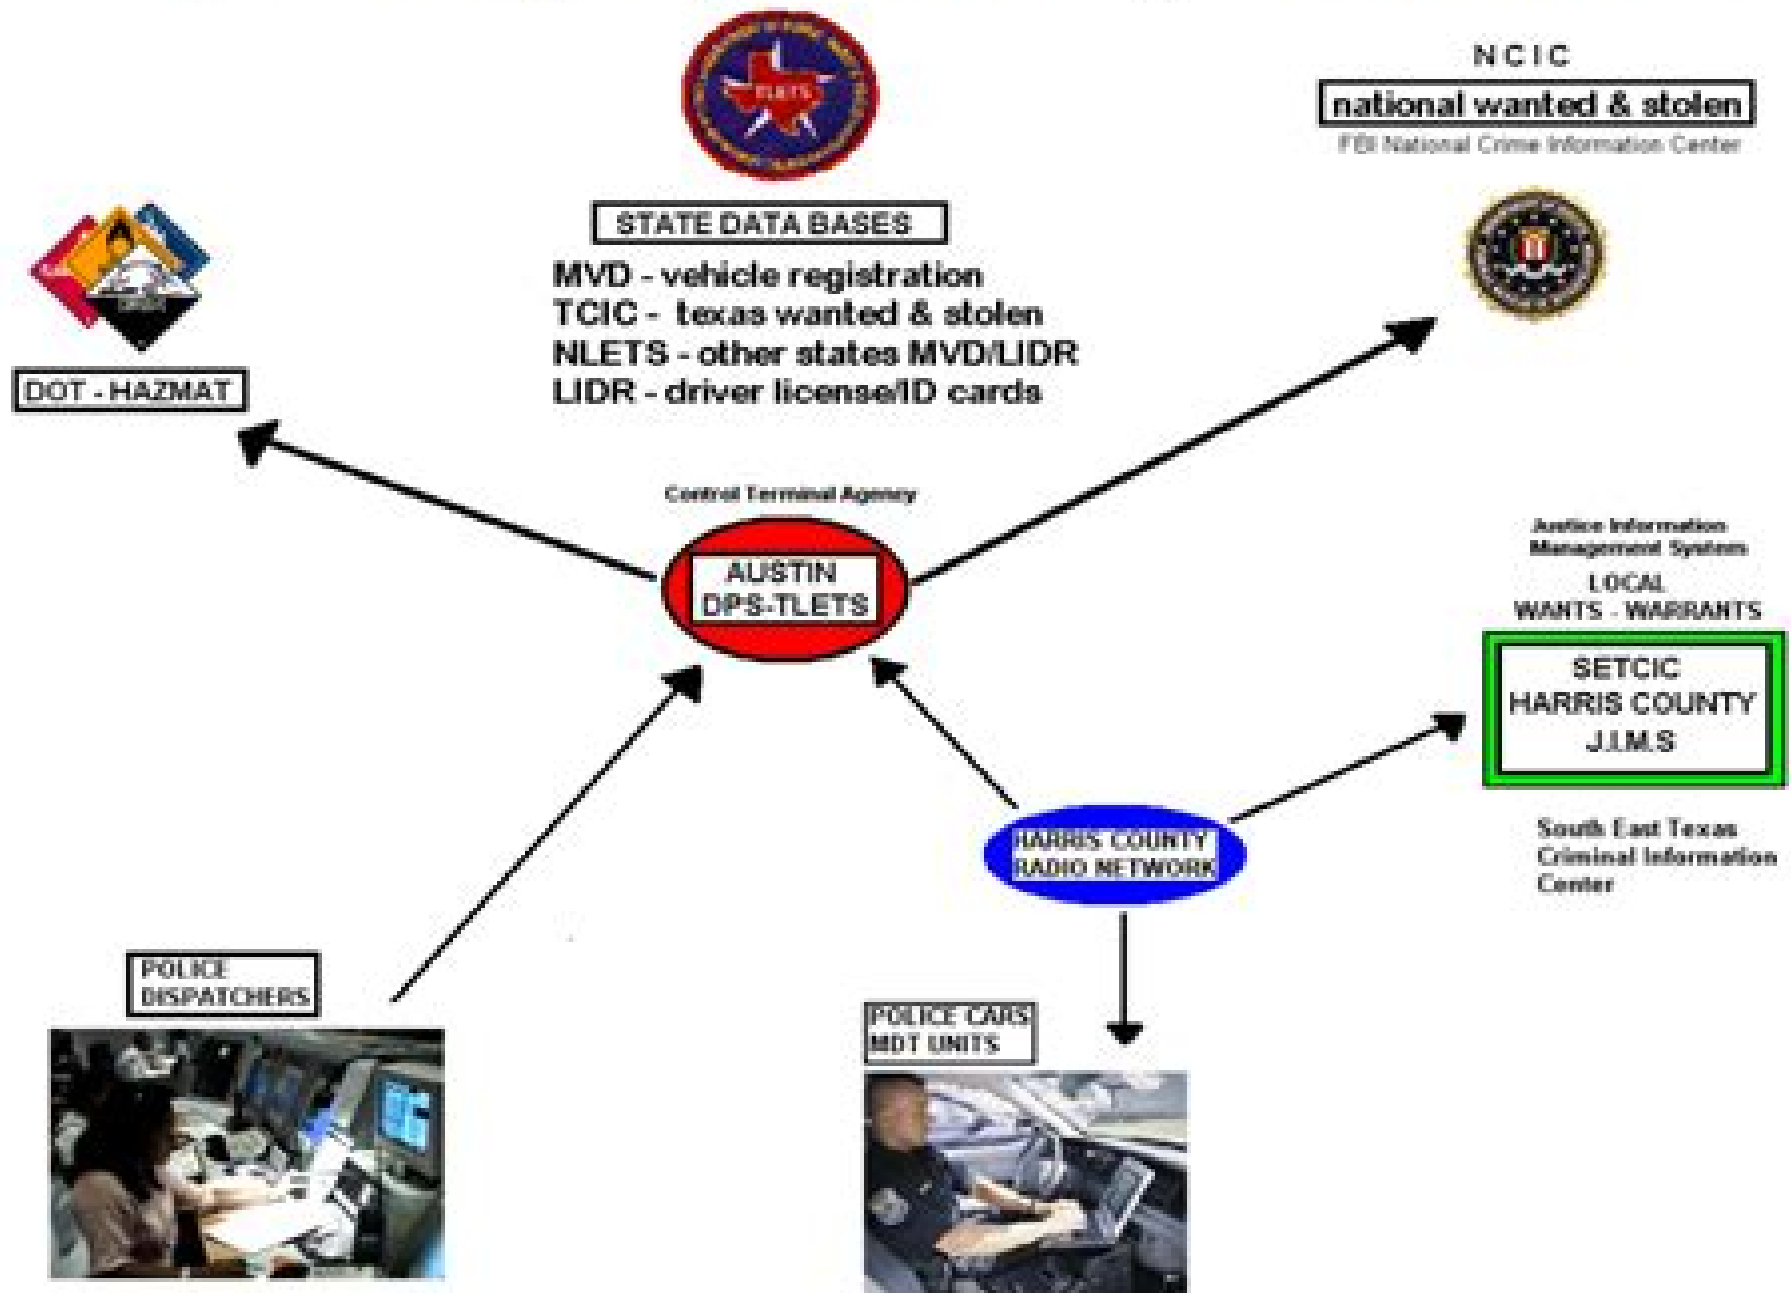 NCIC
national wanted & stolen
FBI National Crime Information Center
TLETS
STATE DATA BASES
MVD - vehicle registration
TCIC - texas wanted & stolen
NLETS - other states MVD/LIDR
LIDR - driver license/ID cards
DOT - HAZMAT
Control Terminal Agency
AUSTIN
DPS-TLETS
Justice Information
Management System
LOCAL
WANTS - WARRANTS
SETCIC
HARRIS COUNTY
J.I.M.S
HARRIS COUNTY
RADIO NETWORK
South East Texas
Criminal Information
Center
POLICE
DISPATCHERS
POLICE CARS
MDT UNITS